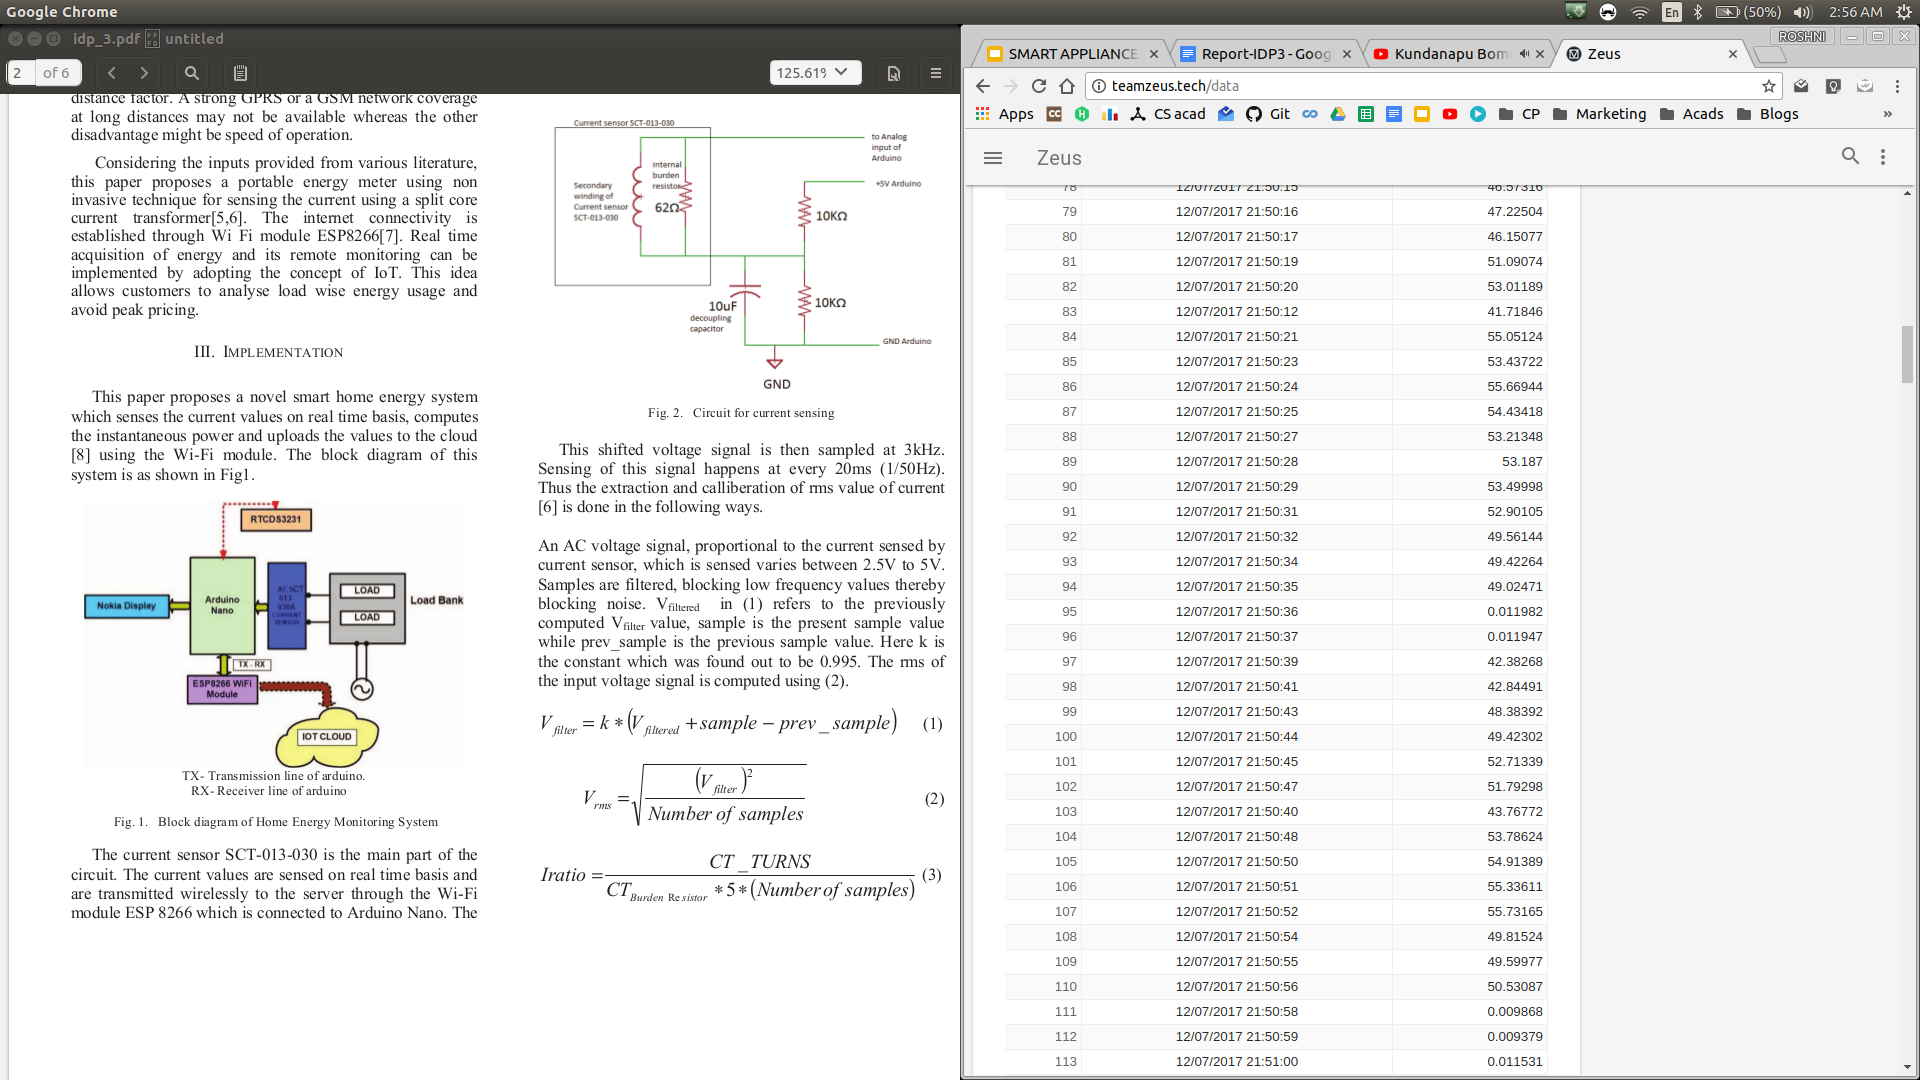 Google Chrome
En
(50%)
2:56 AM
idp_3.pdf
untitled
2
of 6
125.61%
distance factor. A strong GPRS or a GSM network coverage
at long distances may not be available whereas the other
disadvantage might be speed of operation.
Considering the inputs provided from various literature,
this paper proposes a portable energy meter using non
invasive technique for sensing the current using a split core
current transformer[5,6]. The internet connectivity is
established through Wi Fi module ESP8266[7]. Real time
acquisition of energy and its remote monitoring can be
implemented by adopting the concept of IoT. This idea
allows customers to analyse load wise energy usage and
avoid peak pricing.
III. IMPLEMENTATION
This paper proposes a novel smart home energy system
which senses the current values on real time basis, computes
the instantaneous power and uploads the values to the cloud
[8] using the Wi-Fi module. The block diagram of this
system is as shown in Fig1.
RTCDS3231
Nokia Display
Arduino
Nano
LOAD
LOAD
Load Bank
TX - RX
ESP8266 WiFi
Module
IOT CLOUD
TX- Transmission line of arduino.
RX- Receiver line of arduino
Fig. 1. Block diagram of Home Energy Monitoring System
The current sensor SCT-013-030 is the main part of the
circuit. The current values are sensed on real time basis and
are transmitted wirelessly to the server through the Wi-Fi
module ESP 8266 which is connected to Arduino Nano. The
Current sensor SCT-013-030
to Analog
input of
Arduino
internal
burden
resistor
62Ω
Secondary
winding of
Current sensor
SCT-013-030
+5V Arduino
10KΩ
10KΩ
10uF
decoupling
capacitor
GND Arduino
GND
Fig. 2. Circuit for current sensing
This shifted voltage signal is then sampled at 3kHz.
Sensing of this signal happens at every 20ms (1/50Hz).
Thus the extraction and calliberation of rms value of current
[6] is done in the following ways.
An AC voltage signal, proportional to the current sensed by
current sensor, which is sensed varies between 2.5V to 5V.
Samples are filtered, blocking low frequency values thereby
blocking noise. Vfiltered in (1) refers to the previously
computed Vfilter value, sample is the present sample value
while prev_sample is the previous sample value. Here k is
the constant which was found out to be 0.995. The rms of
the input voltage signal is computed using (2).
V filter = k * (V filtered + sample − prev_sample) (1)
V rms = √ (V filter)² / Number of samples (2)
Iratio = CT_TURNS / CT Burden Resistor * 5 * (Number of samples) (3)
ROSHNI
SMART APPLIANCE
Report-IDP3 - Goog
Kundanapu Bom
Zeus
teamzeus.tech/data
Apps
CC
CS acad
Git
CP
Marketing
Acads
Blogs
»
Zeus
78 12/07/2017 21:50:15 46.57316
79 12/07/2017 21:50:16 47.22504
80 12/07/2017 21:50:17 46.15077
81 12/07/2017 21:50:19 51.09074
82 12/07/2017 21:50:20 53.01189
83 12/07/2017 21:50:12 41.71846
84 12/07/2017 21:50:21 55.05124
85 12/07/2017 21:50:23 53.43722
86 12/07/2017 21:50:24 55.66944
87 12/07/2017 21:50:25 54.43418
88 12/07/2017 21:50:27 53.21348
89 12/07/2017 21:50:28 53.187
90 12/07/2017 21:50:29 53.49998
91 12/07/2017 21:50:31 52.90105
92 12/07/2017 21:50:32 49.56144
93 12/07/2017 21:50:34 49.42264
94 12/07/2017 21:50:35 49.02471
95 12/07/2017 21:50:36 0.011982
96 12/07/2017 21:50:37 0.011947
97 12/07/2017 21:50:39 42.38268
98 12/07/2017 21:50:41 42.84491
99 12/07/2017 21:50:43 48.38392
100 12/07/2017 21:50:44 49.42302
101 12/07/2017 21:50:45 52.71339
102 12/07/2017 21:50:47 51.79298
103 12/07/2017 21:50:40 43.76772
104 12/07/2017 21:50:48 53.78624
105 12/07/2017 21:50:50 54.91389
106 12/07/2017 21:50:51 55.33611
107 12/07/2017 21:50:52 55.73165
108 12/07/2017 21:50:54 49.81524
109 12/07/2017 21:50:55 49.59977
110 12/07/2017 21:50:56 50.53087
111 12/07/2017 21:50:58 0.009868
112 12/07/2017 21:50:59 0.009379
113 12/07/2017 21:51:00 0.011531